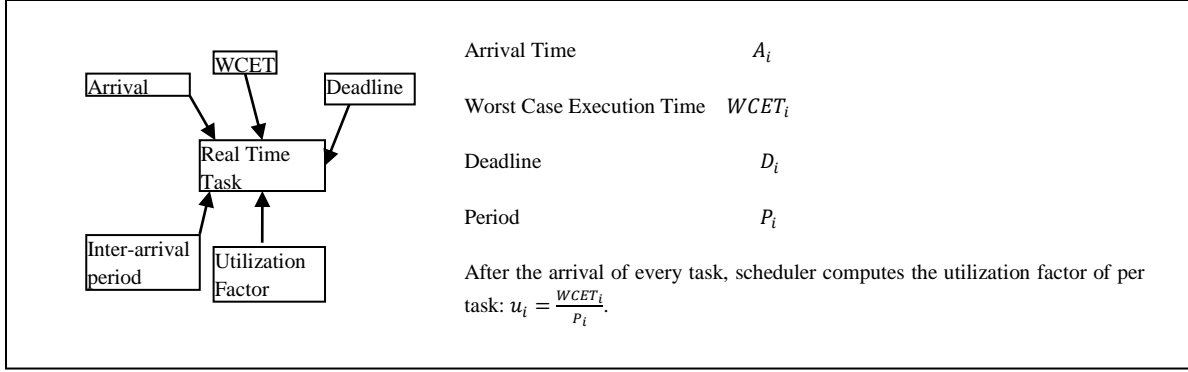 WCET
Arrival
Deadline
Real Time
Task
Inter-arrival
period
Utilization
Factor
Arrival Time A_i
Worst Case Execution Time WCET_i
Deadline D_i
Period P_i
After the arrival of every task, scheduler computes the utilization factor of per
task: u_i = WCET_i / P_i.